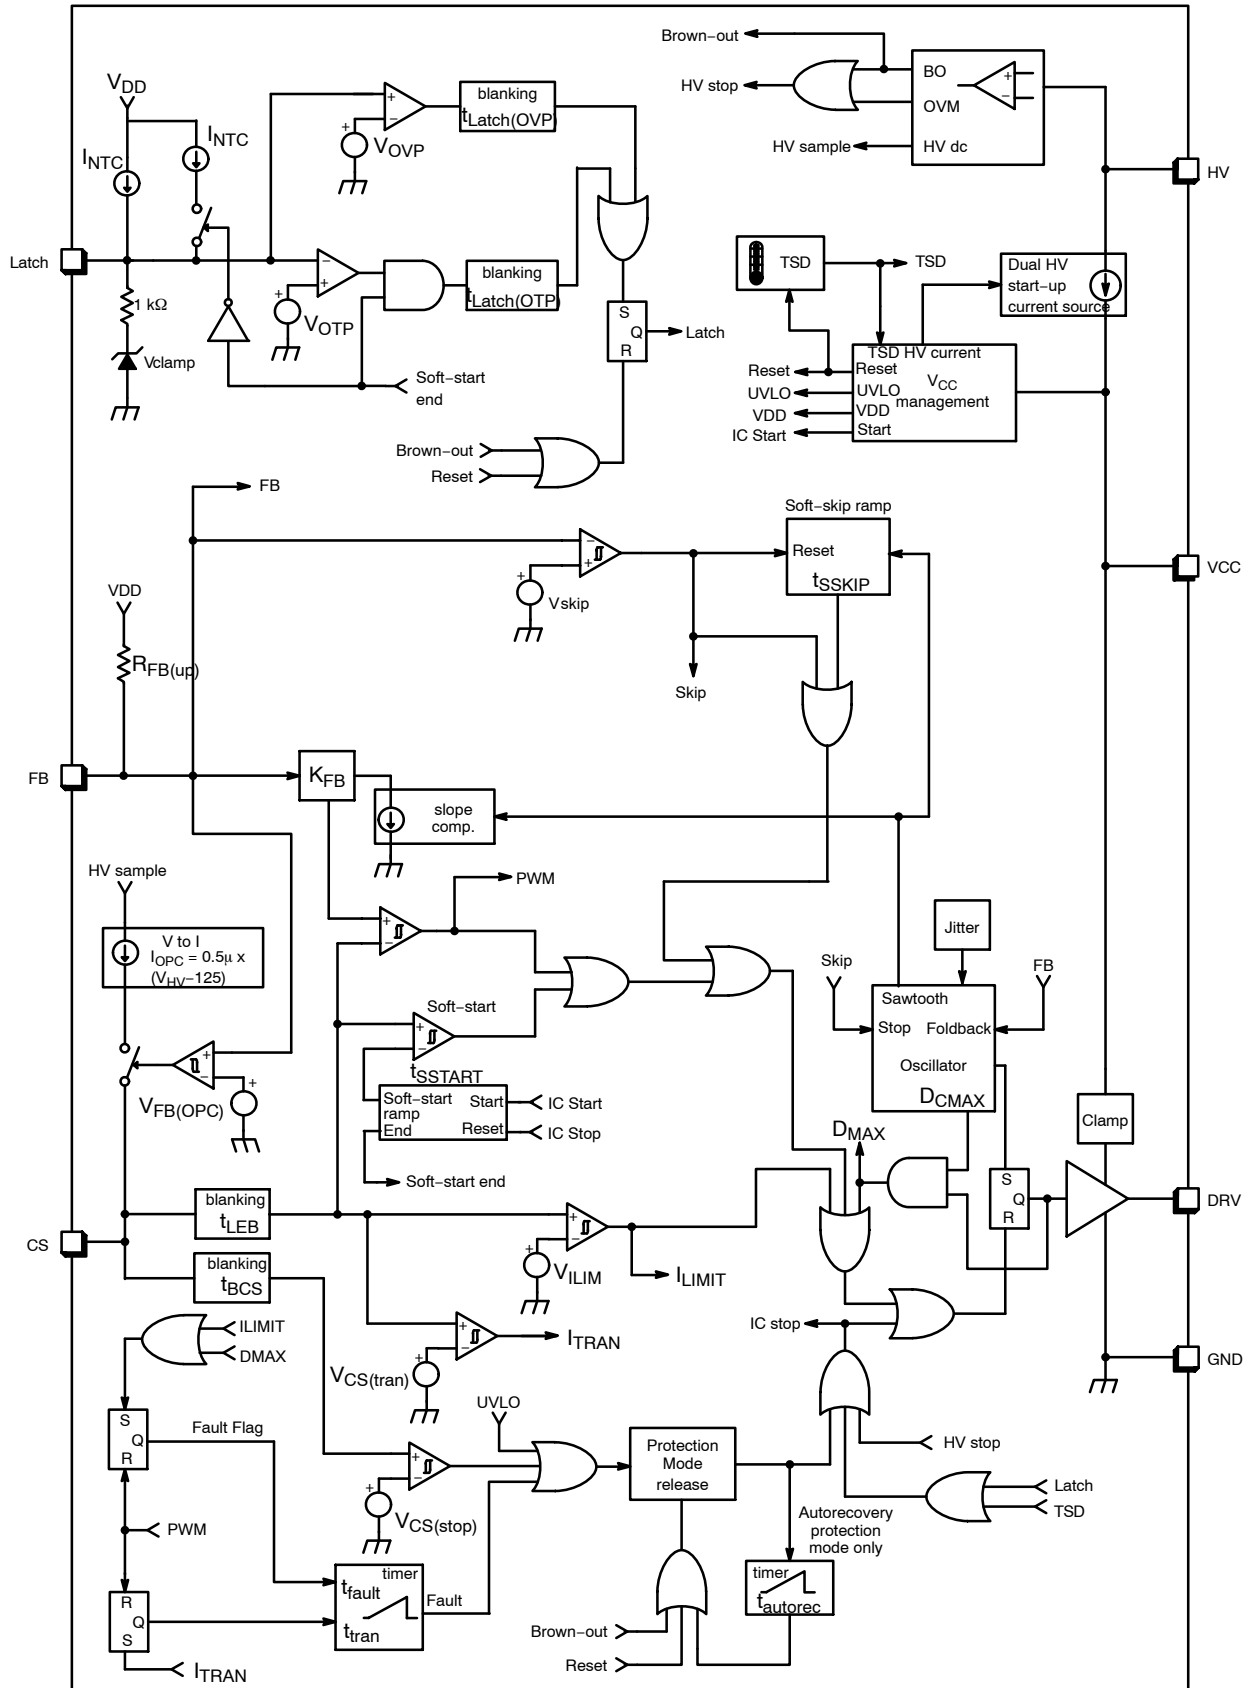 Brown−out
BO
HV stop
OVM
HV sample
HV dc
HV
VDD
INTC
INTC
blanking
tLatch(OVP)
+
−
+
VOVP
+
−
Latch
1 kΩ
Vclamp
−
+
+
VOTP
blanking
tLatch(OTP)
Soft−start
end
S
Q
R
Latch
Brown−out
Reset
TSD
TSD
Dual HV
start−up
current source
TSD HV current
Reset
Reset
UVLO
UVLO
VCC
management
VDD
VDD
IC Start
Start
FB
Soft−skip ramp
Reset
tSSKIP
−
+
+
Vskip
Skip
VCC
VDD
RFB(up)
FB
KFB
slope
comp.
HV sample
V to I
IOPC = 0.5μ x
(VHV−125)
PWM
+
−
Soft−start
+
−
tSSTART
Soft−start
ramp
End
Start
Reset
IC Start
IC Stop
Soft−start end
+
−
+
VFB(OPC)
Jitter
Skip
FB
Sawtooth
Stop
Foldback
Oscillator
DCMAX
DMAX
Clamp
S
Q
R
DRV
CS
blanking
tLEB
blanking
tBCS
+
−
+
VILIM
ILIMIT
ILIMIT
DMAX
+
−
+
VCS(tran)
ITRAN
IC stop
GND
S
Q
R
Fault Flag
UVLO
+
−
+
VCS(stop)
Protection
Mode
release
HV stop
Latch
TSD
Autorecovery
protection
mode only
PWM
R
Q
S
ITRAN
timer
tfault
ttran
Fault
timer
tautorec
Brown−out
Reset